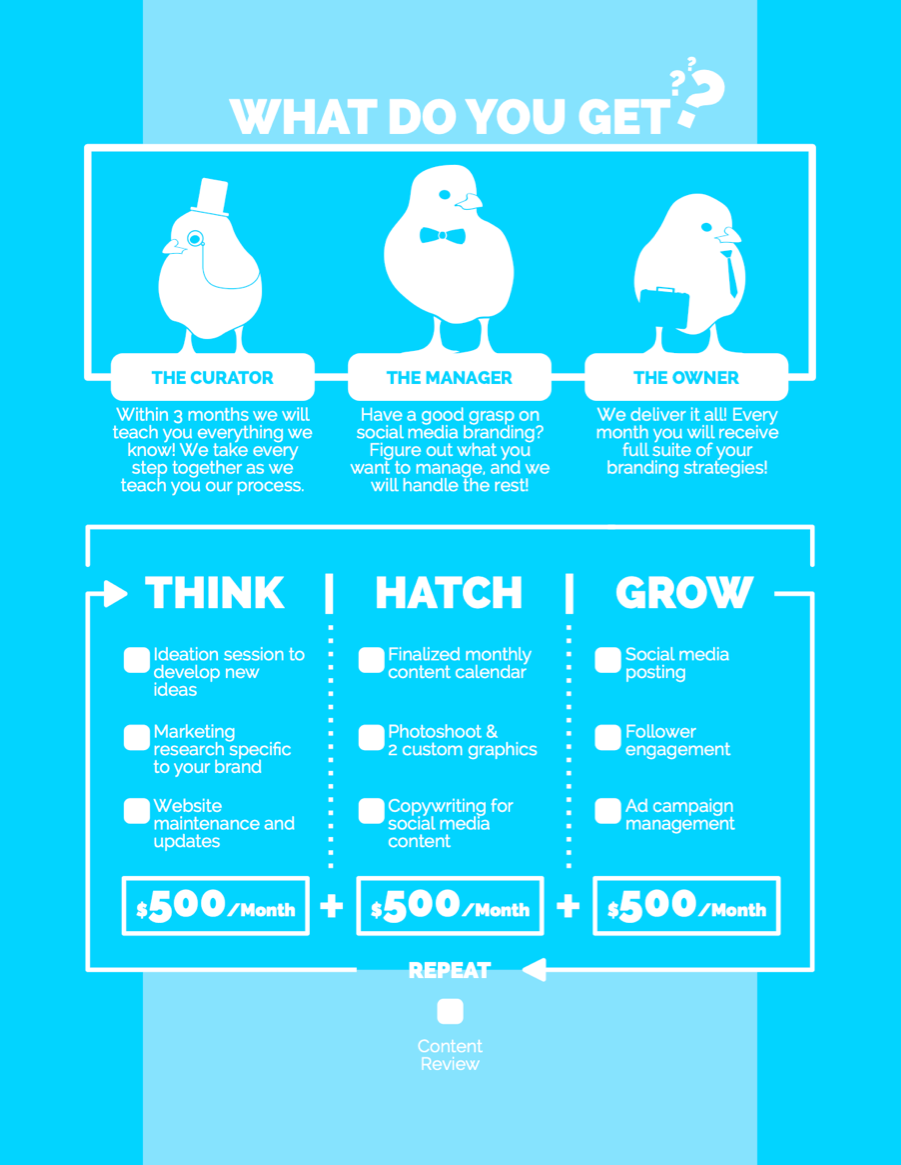 WHAT DO YOU GET???
THE CURATOR
Within 3 months we will
teach you everything we
know! We take every
step together as we
teach you our process.
THE MANAGER
Have a good grasp on
social media branding?
Figure out what you
want to manage, and we
will handle the rest!
THE OWNER
We deliver it all! Every
month you will receive
full suite of your
branding strategies!
THINK | HATCH | GROW
Ideation session to
develop new
ideas
Marketing
research specific
to your brand
Website
maintenance and
updates
$500/Month
+
Finalized monthly
content calendar
Photoshoot &
2 custom graphics
Copywriting for
social media
content
$500/Month
+
Social media
posting
Follower
engagement
Ad campaign
management
$500/Month
REPEAT
Content
Review